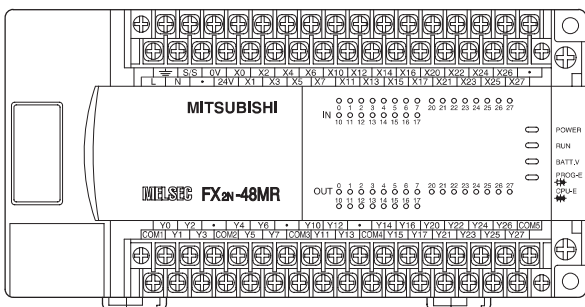 S/S 0V X0 X2 X4 X6 X10 X12 X14 X16 X20 X22 X24 X26 •
L N • 24V X1 X3 X5 X7 X11 X13 X15 X17 X21 X23 X25 X27
MITSUBISHI
IN
0 1 2 3 4 5 6 7 20 21 22 23 24 25 26 27
10 11 12 13 14 15 16 17
POWER
RUN
BATT.V
PROG-E
CPU-E
MELSEC FX2N-48MR
OUT
0 1 2 3 4 5 6 7 20 21 22 23 24 25 26 27
10 11 12 13 14 15 16 17
Y0 Y2 • Y4 Y6 • Y10 Y12 • Y14 Y16 Y20 Y22 Y24 Y26 COM5
COM1 Y1 Y3 COM2 Y5 Y7 COM3 Y11 Y13 COM4 Y15 Y17 Y21 Y23 Y25 Y27